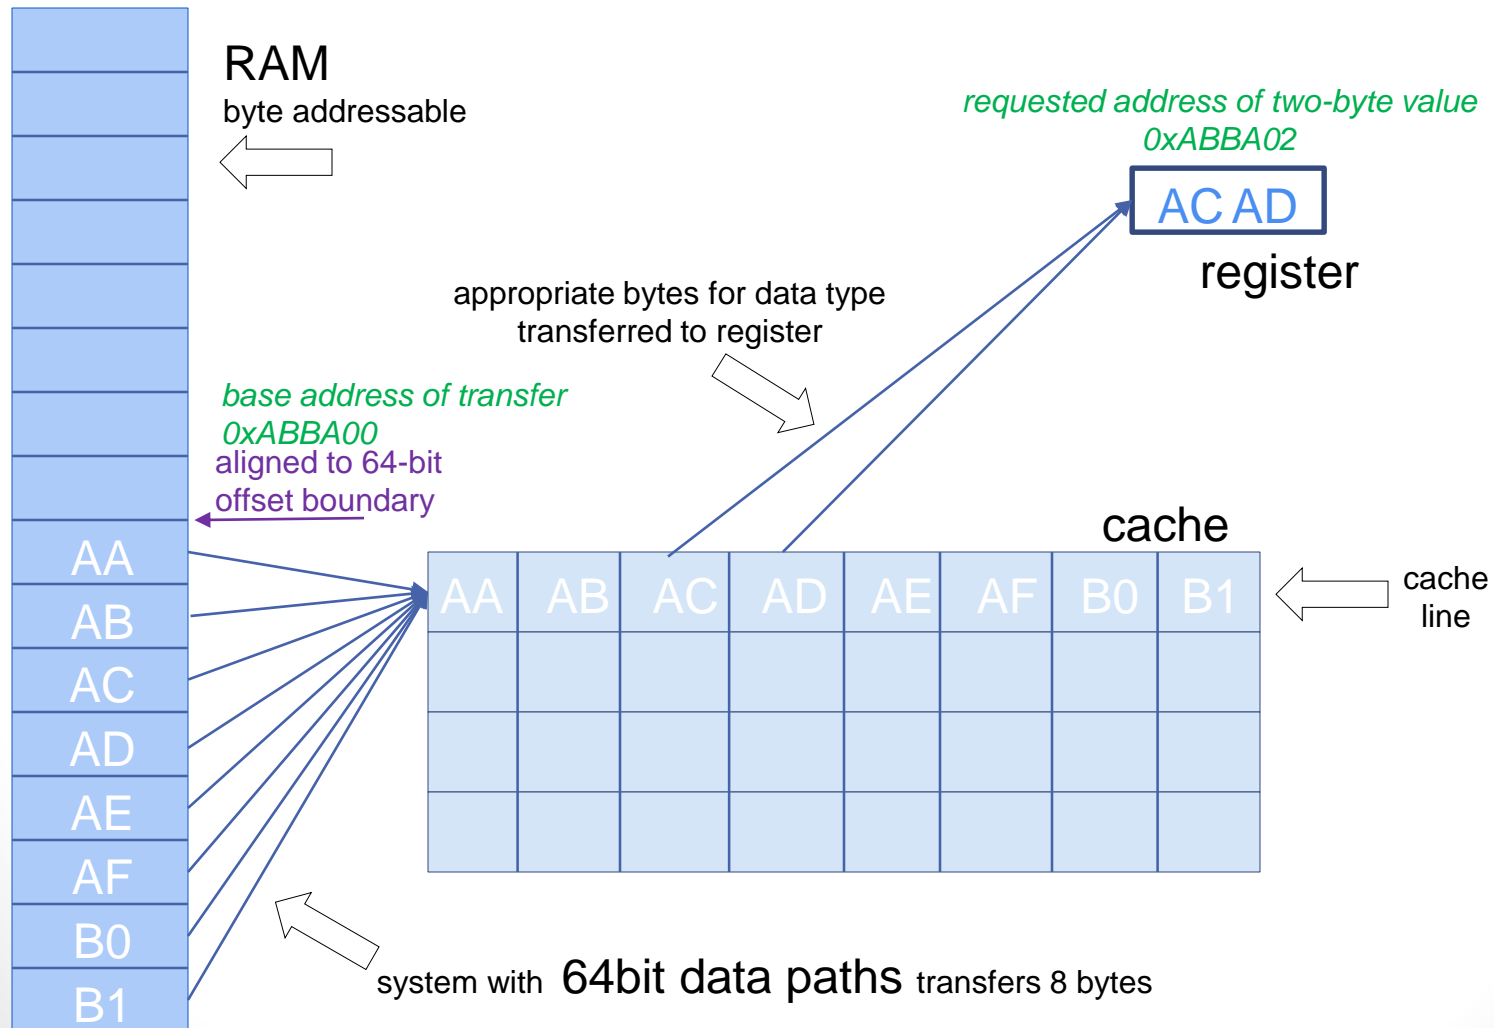 RAM
byte addressable
requested address of two-byte value
0xABBA02
AC AD
register
appropriate bytes for data type
transferred to register
base address of transfer
0xABBA00
aligned to 64-bit
offset boundary
cache
AA
AB
AC
AD
AE
AF
B0
B1
AA AB AC AD AE AF B0 B1
cache
line
system with 64bit data paths transfers 8 bytes